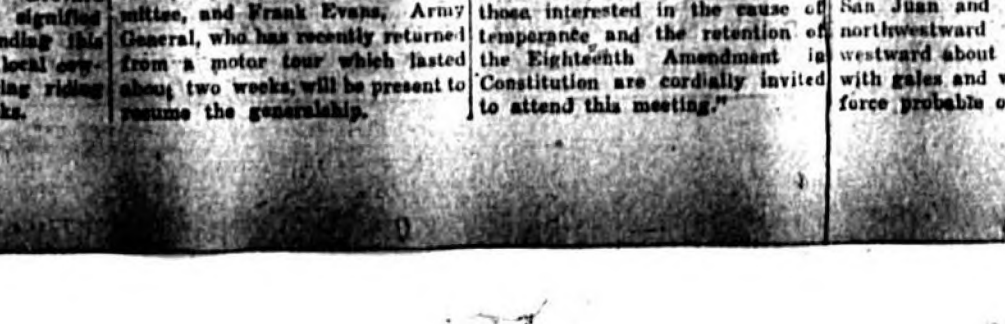 signified
nding this
local
ing riding
ks.
mittee, and Frank Evans, Army
General, who has recently returned
from a motor tour which lasted
about two weeks, will be present to
resume the generalship.
those interested in the cause of
temperance and the retention of
the Eighteenth Amendment in
Constitution are cordially invited
to attend this meeting."
San Juan and
northwestward
westward about
with gales and
force probable